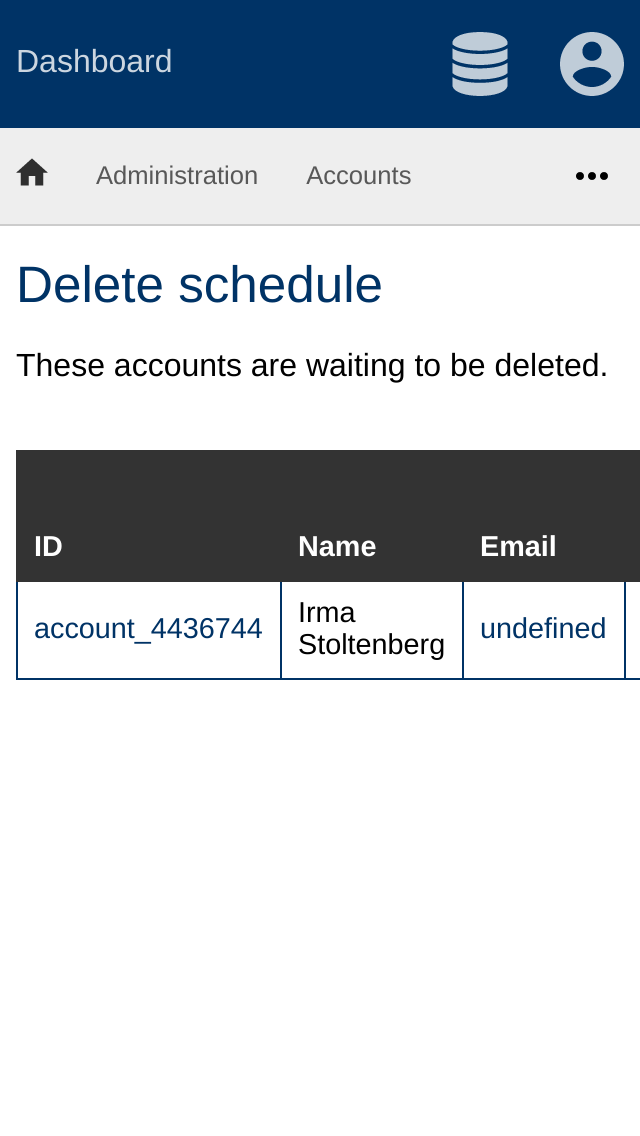 Dashboard
Administration Accounts
Delete schedule
These accounts are waiting to be deleted.
ID Name Email
account_4436744 Irma Stoltenberg undefined